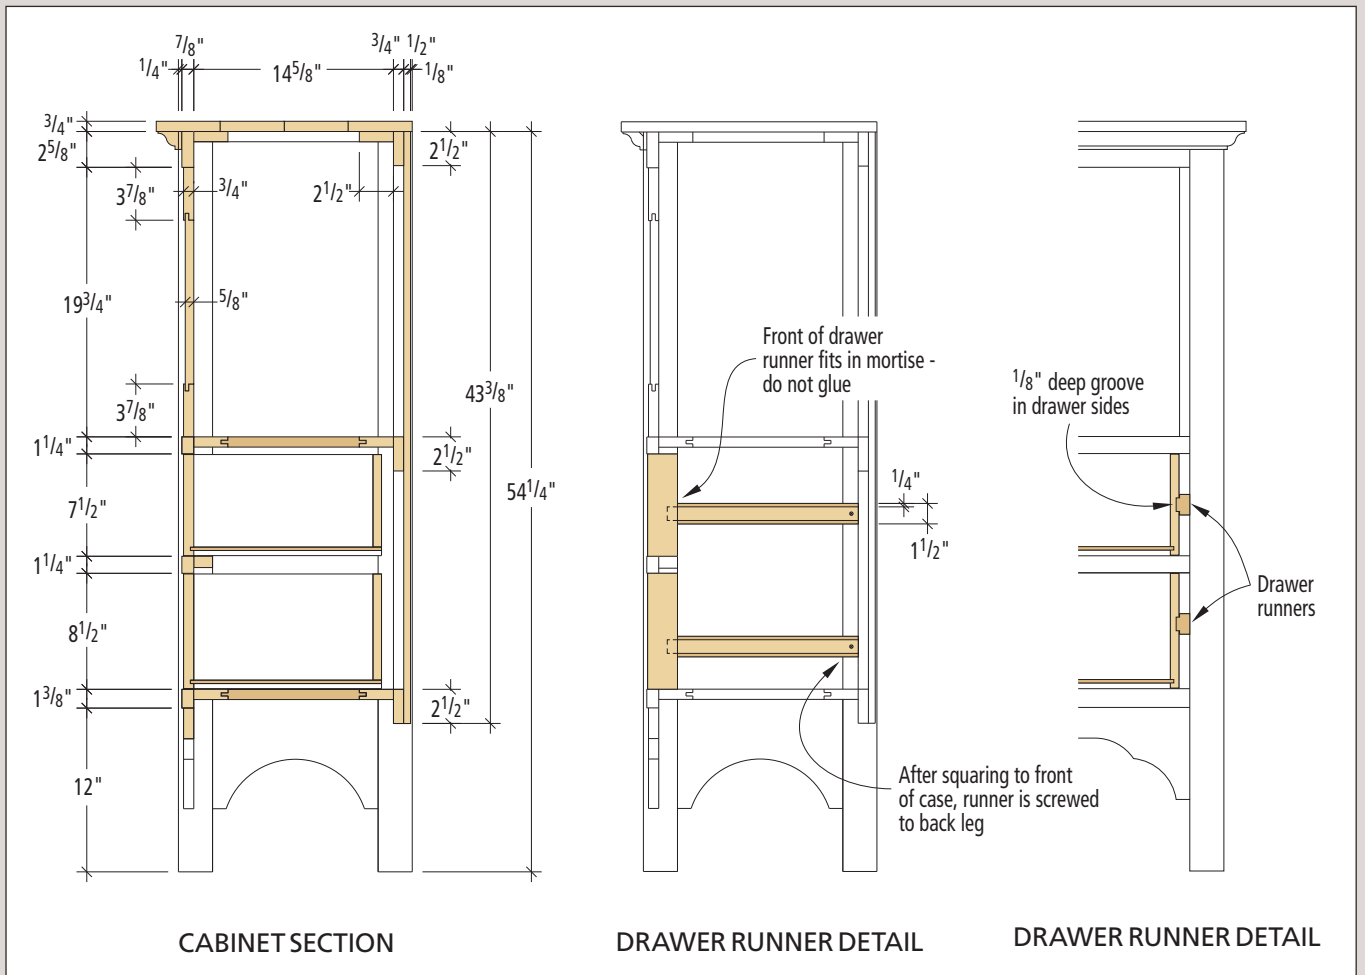 7/8"
3/4" 1/2"
1/4"
14 5/8"
1/8"
3/4"
2 5/8"
2 1/2"
3 7/8"
3/4"
2 1/2"
19 3/4"
5/8"
3 7/8"
43 3/8"
1 1/4"
2 1/2"
54 1/4"
7 1/2"
1 1/4"
8 1/2"
1 3/8"
2 1/2"
12"
CABINET SECTION
Front of drawer
runner fits in mortise -
do not glue
1/4"
1 1/2"
After squaring to front
of case, runner is screwed
to back leg
DRAWER RUNNER DETAIL
1/8" deep groove
in drawer sides
Drawer
runners
DRAWER RUNNER DETAIL